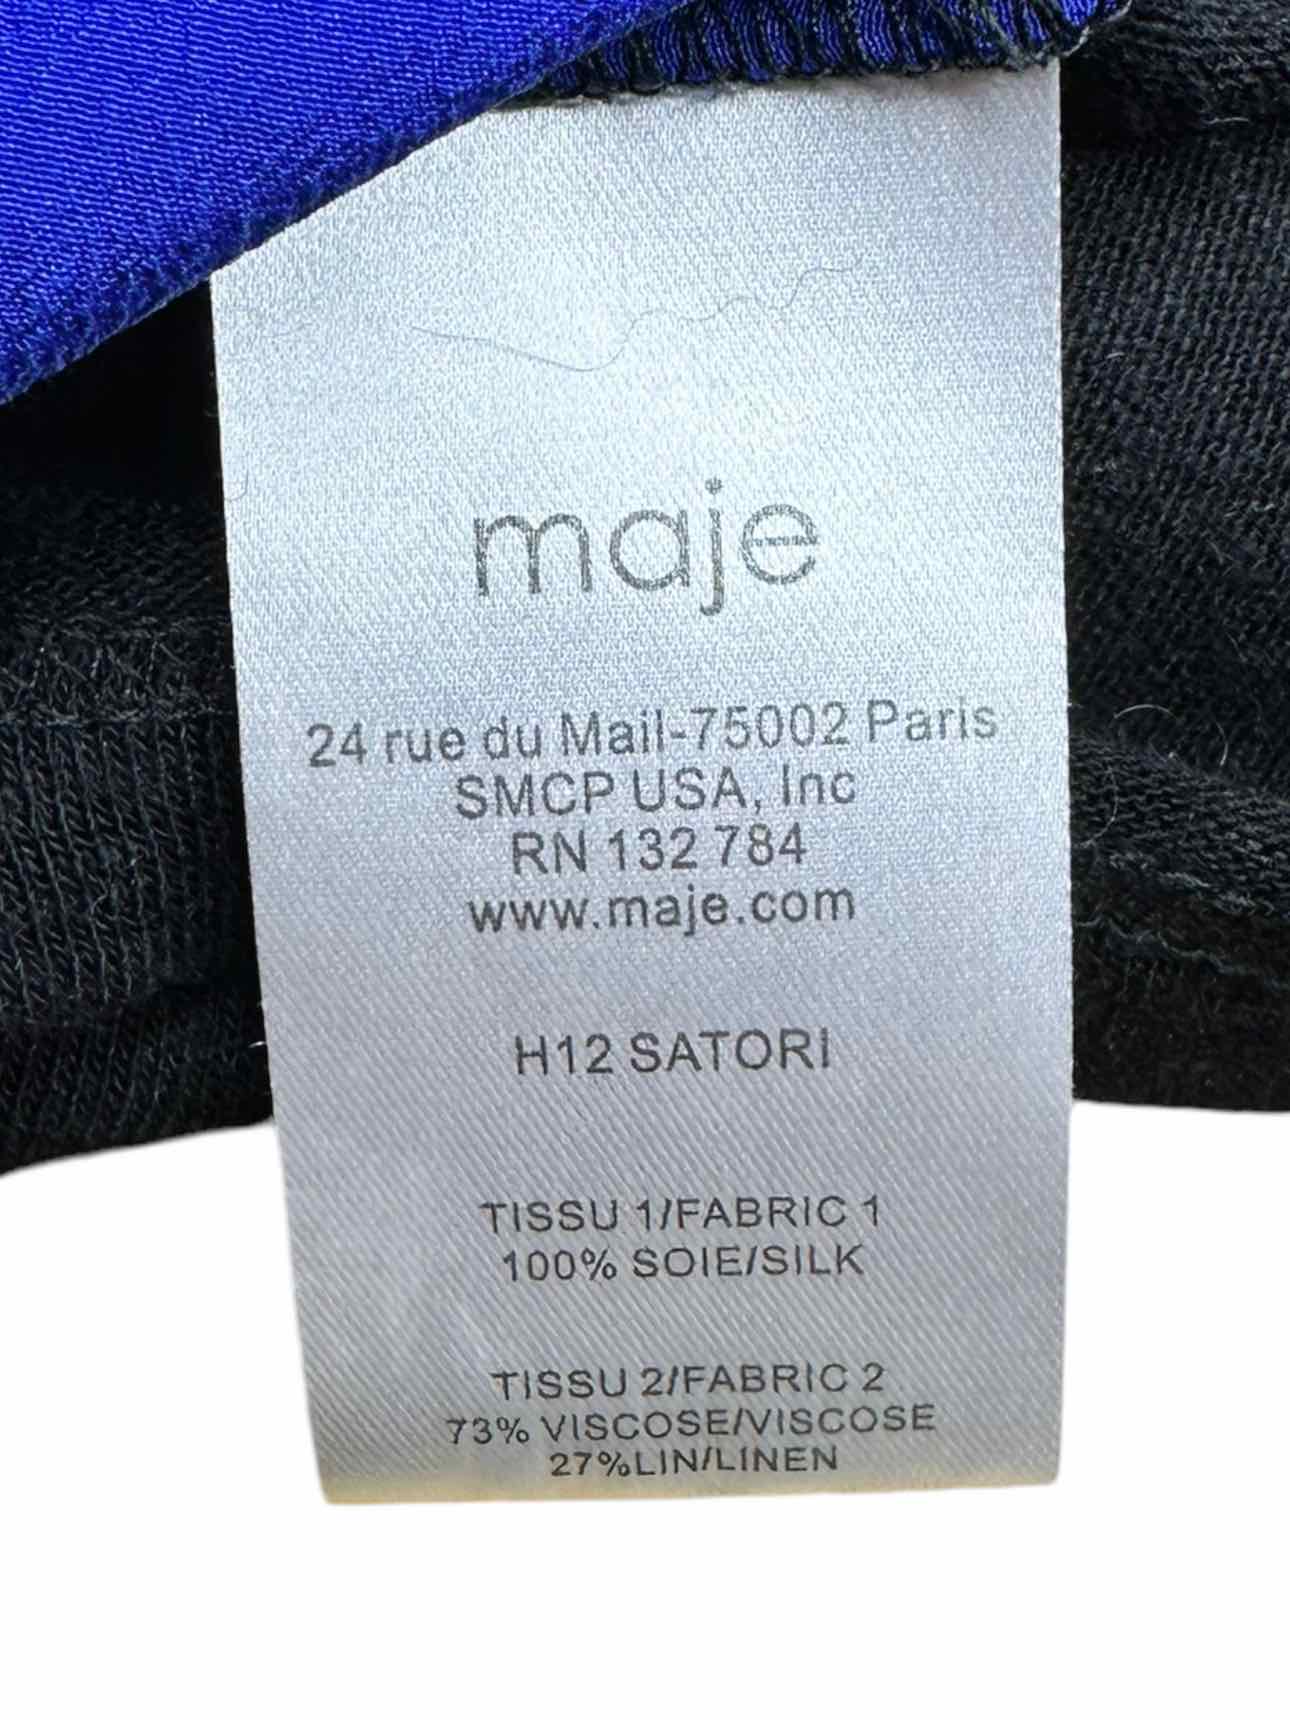 maje
24 rue du Mail-75002 Paris
SMCP USA, Inc
RN 132 784
www.maje.com
H12 SATORI
TISSU 1/FABRIC 1
100% SOIE/SILK
TISSU 2/FABRIC 2
73% VISCOSE/VISCOSE
27%LIN/LINEN